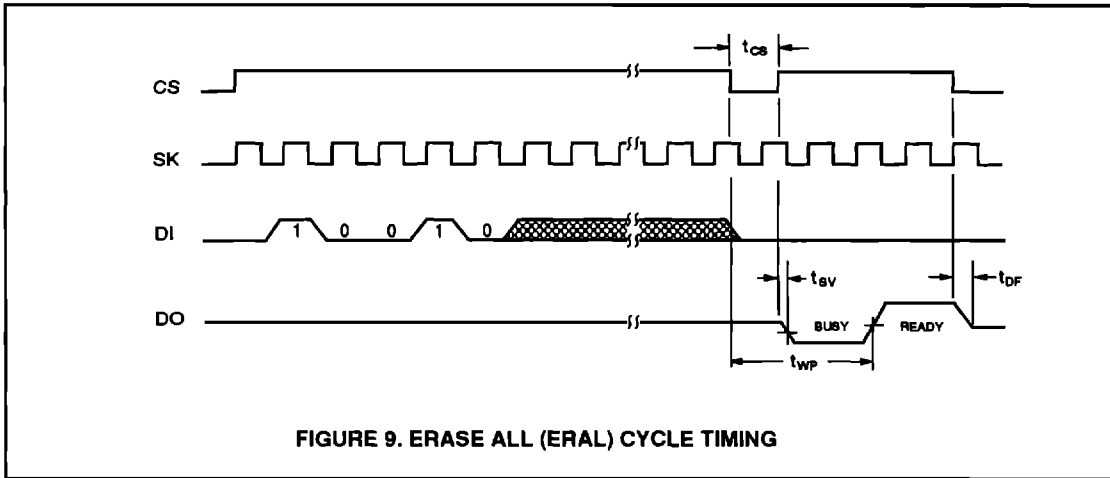 tCS
CS
SK
DI 1 0 0 1 0
tSV
tDF
DO BUSY READY
tWP
FIGURE 9. ERASE ALL (ERAL) CYCLE TIMING